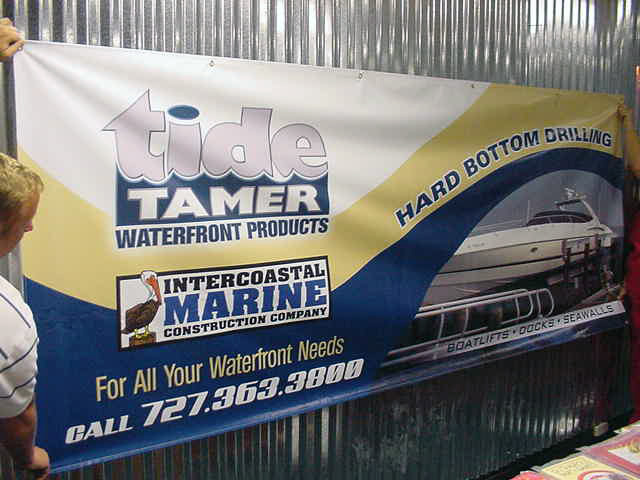 tide
TAMER
WATERFRONT PRODUCTS
INTERCOASTAL
MARINE
CONSTRUCTION COMPANY
For All Your Waterfront Needs
CALL 727.363.3800
HARD BOTTOM DRILLING
BOATLIFTS • DOCKS • SEAWALLS